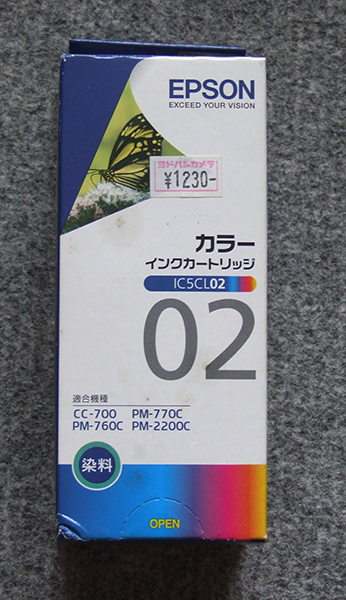 EPSON
EXCEED YOUR VISION
ヨドバシカメラ
¥1230-
カラー
インクカートリッジ
IC5CL02
02
適合機種
CC-700 PM-770C
PM-760C PM-2200C
染料
OPEN